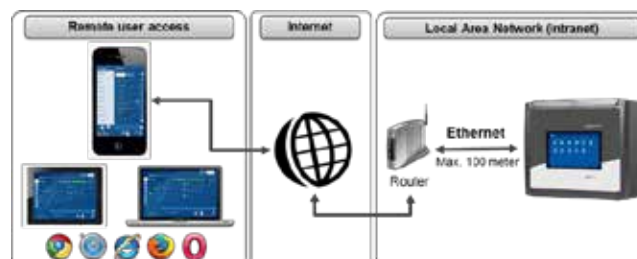 Remote user access
Internet
Local Area Network (intranet)
Ethernet
Max. 100 meter
Router